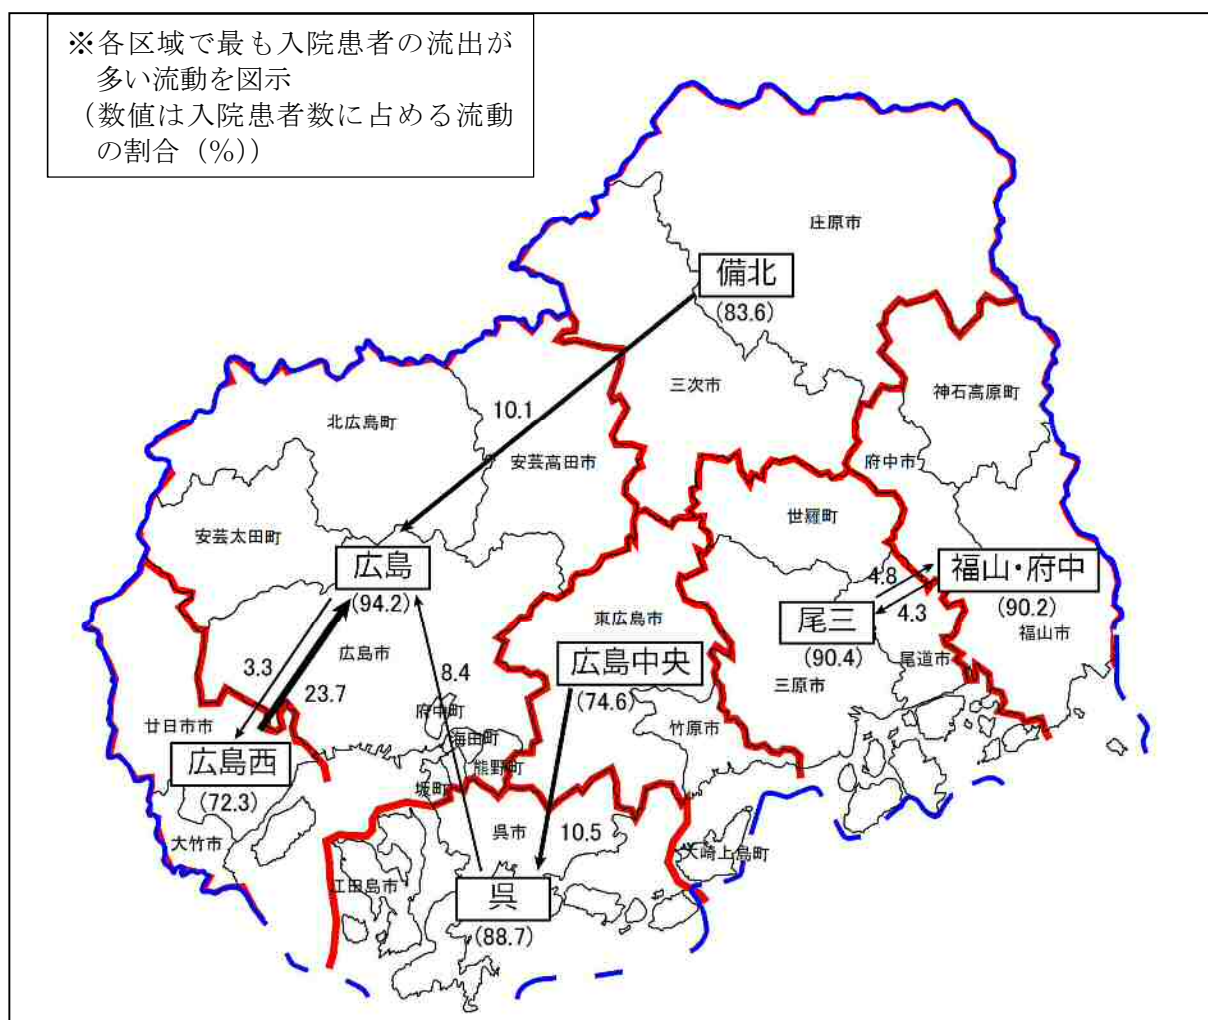 ※各区域で最も入院患者の流出が
多い流動を図示
（数値は入院患者数に占める流動
の割合（％））
庄原市
備北
(83.6)
三次市
神石高原町
北広島町
10.1
安芸高田市
府中市
世羅町
安芸太田町
広島
(94.2)
福山・府中
(90.2)
4.8
4.3
尾三
(90.4)
東広島市
福山市
広島市
広島中央
(74.6)
尾道市
三原市
3.3
23.7
8.4
府中町
竹原市
廿日市市
海田町
広島西
(72.3)
熊野町
坂町
呉市
10.5
大竹市
大崎上島町
江田島市
呉
(88.7)